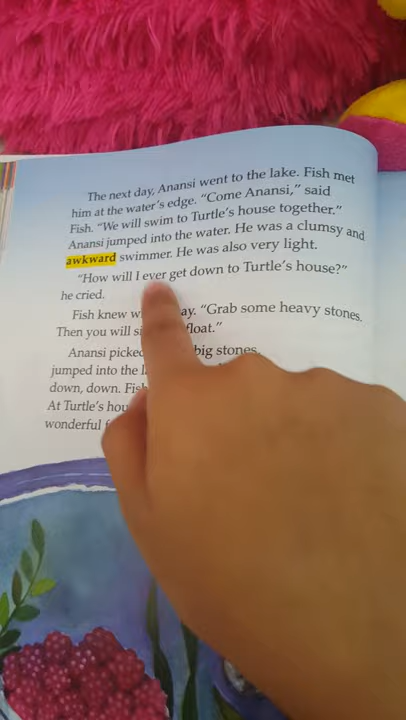 The next day, Anansi went to the lake. Fish met
him at the water's edge. “Come Anansi,” said
Fish. “We will swim to Turtle's house together.”
Anansi jumped into the water. He was a clumsy and
awkward swimmer. He was also very light.
“How will I ever get down to Turtle's house?”
he cried.
Fish knew ay. “Grab some heavy stones.
Then you will float.”
Anansi picked big stones,
jumped into the
down, down.
At Turtle's
wonderful